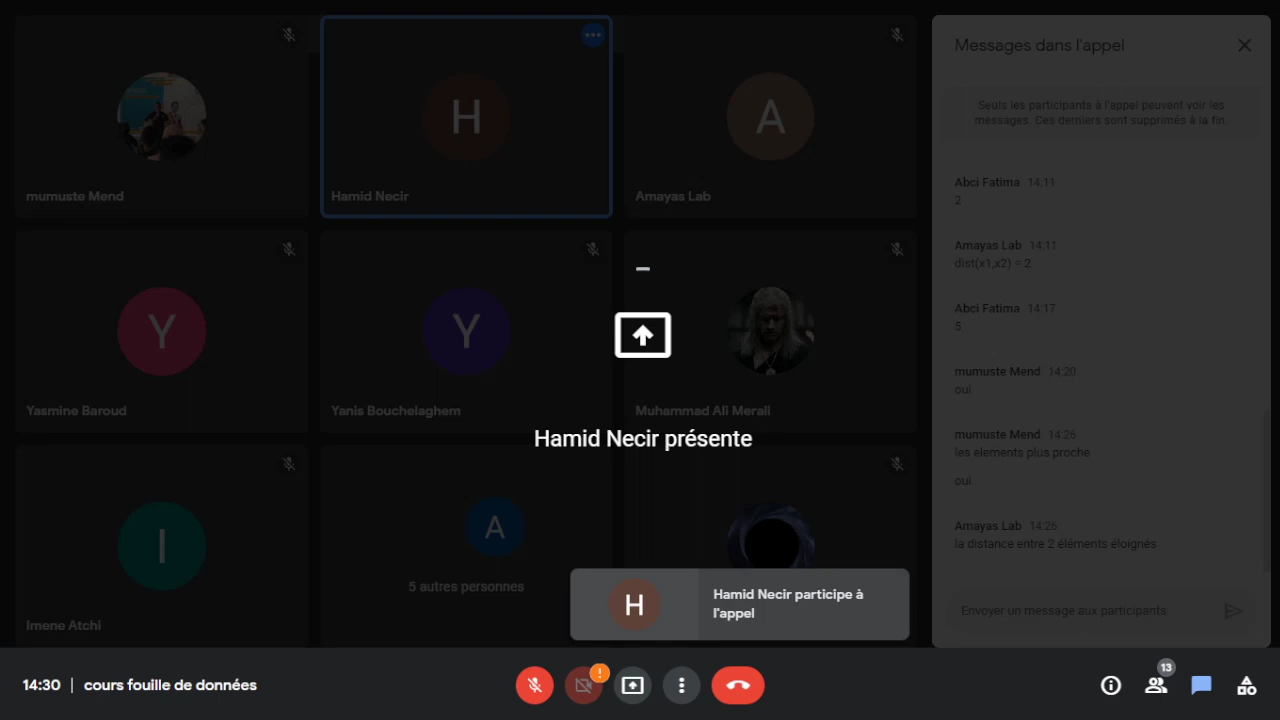 mumuste Mend
H
Hamid Necir
A
Amayas Lab
Y
Yasmine Baroud
Y
Yanis Bouchelaghem
Muhammad Ali Merali
Hamid Necir présente
I
Imene Atchi
A
5 autres personnes
H
Hamid Necir participe à
l'appel
Messages dans l'appel
Seuls les participants à l'appel peuvent voir les
messages. Ces derniers sont supprimés à la fin.
Abci Fatima 14:11
2
Amayas Lab 14:11
dist(x1,x2) = 2
Abci Fatima 14:17
5
mumuste Mend 14:20
oui
mumuste Mend 14:26
les elements plus proche
oui
Amayas Lab 14:26
la distance entre 2 éléments éloignés
Envoyer un message aux participants
14:30 | cours fouille de données
!
13